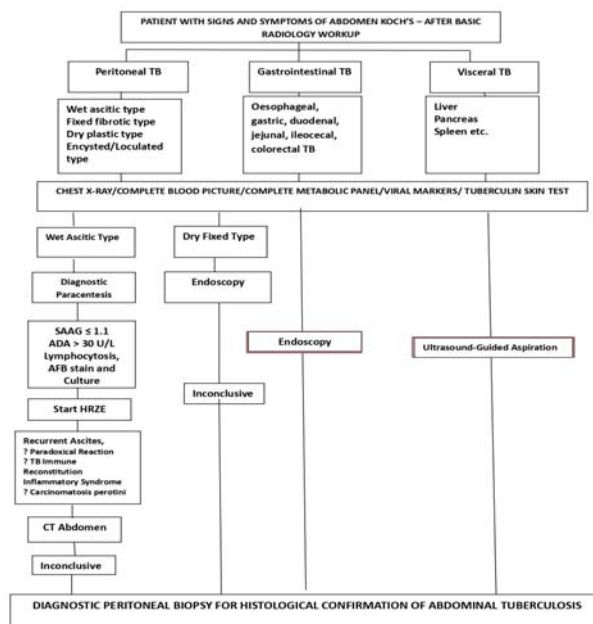 PATIENT WITH SIGNS AND SYMPTOMS OF ABDOMEN KOCH'S – AFTER BASIC
RADIOLOGY WORKUP
Peritoneal TB
Gastrointestinal TB
Visceral TB
Wet ascitic type
Fixed fibrotic type
Dry plastic type
Encysted/Loculated
type
Oesophageal,
gastric, duodenal,
jejunal, ileocecal,
colorectal TB
Liver
Pancreas
Spleen etc.
CHEST X-RAY/COMPLETE BLOOD PICTURE/COMPLETE METABOLIC PANEL/VIRAL MARKERS/ TUBERCULIN SKIN TEST
Wet Ascitic Type
Dry Fixed Type
Diagnostic
Paracentesis
Endoscopy
SAAG ≤ 1.1
ADA > 30 U/L
Lymphocytosis,
AFB stain and
Culture
Endoscopy
Ultrasound-Guided Aspiration
Inconclusive
Start HRZE
Recurrent Ascites,
? Paradoxical Reaction
? TB Immune
Reconstitution
Inflammatory Syndrome
? Carcinomatosis perotini
CT Abdomen
Inconclusive
DIAGNOSTIC PERITONEAL BIOPSY FOR HISTOLOGICAL CONFIRMATION OF ABDOMINAL TUBERCULOSIS